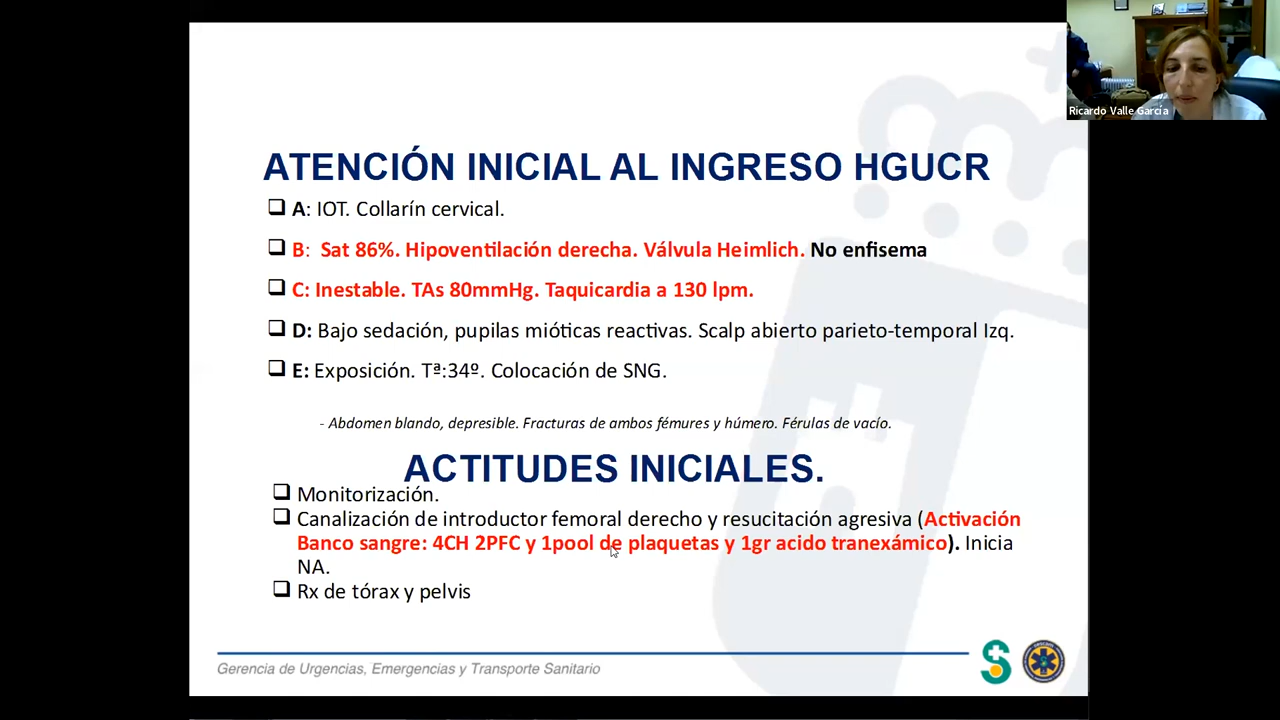 Ricardo Valle García
ATENCIÓN INICIAL AL INGRESO HGUCR
A: IOT. Collarín cervical.
B: Sat 86%. Hipoventilación derecha. Válvula Heimlich. No enfisema
C: Inestable. TAs 80mmHg. Taquicardia a 130 lpm.
D: Bajo sedación, pupilas mióticas reactivas. Scalp abierto parieto-temporal Izq.
E: Exposición. Tª:34º. Colocación de SNG.
- Abdomen blando, depresible. Fracturas de ambos fémures y húmero. Férulas de vacío.
ACTITUDES INICIALES.
Monitorización.
Canalización de introductor femoral derecho y resucitación agresiva (Activación
Banco sangre: 4CH 2PFC y 1pool de plaquetas y 1gr acido tranexámico). Inicia
NA.
Rx de tórax y pelvis
Gerencia de Urgencias, Emergencias y Transporte Sanitario